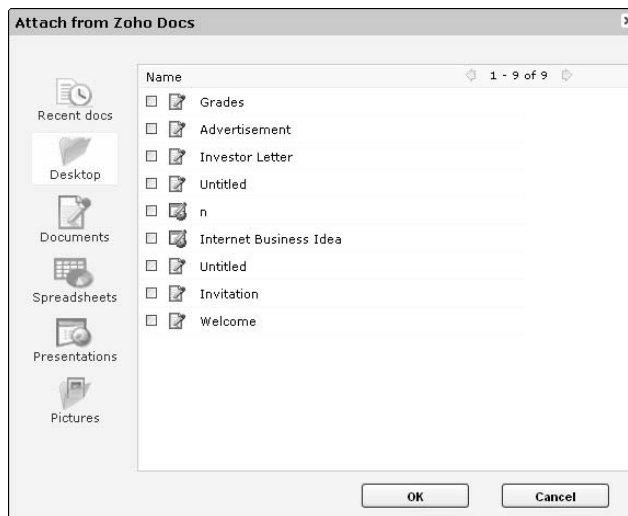 Attach from Zoho Docs
Recent docs
Desktop
Documents
Spreadsheets
Presentations
Pictures
Name 1 - 9 of 9
Grades
Advertisement
Investor Letter
Untitled
n
Internet Business Idea
Untitled
Invitation
Welcome
OK Cancel